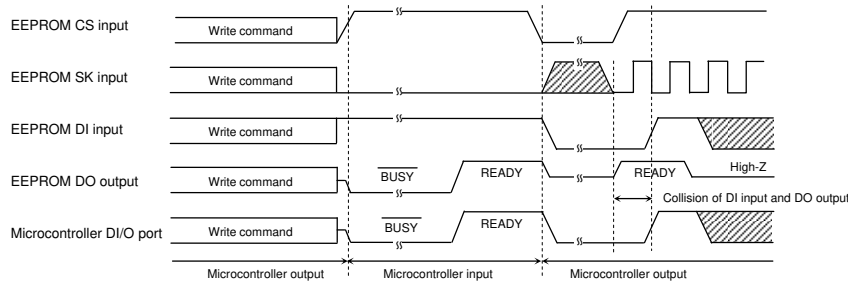 EEPROM CS input
Write command
EEPROM SK input
Write command
EEPROM DI input
Write command
EEPROM DO output
Write command
BUSY
READY
READY
High-Z
Collision of DI input and DO output
Microcontroller DI/O port
Write command
BUSY
READY
Microcontroller output
Microcontroller input
Microcontroller output